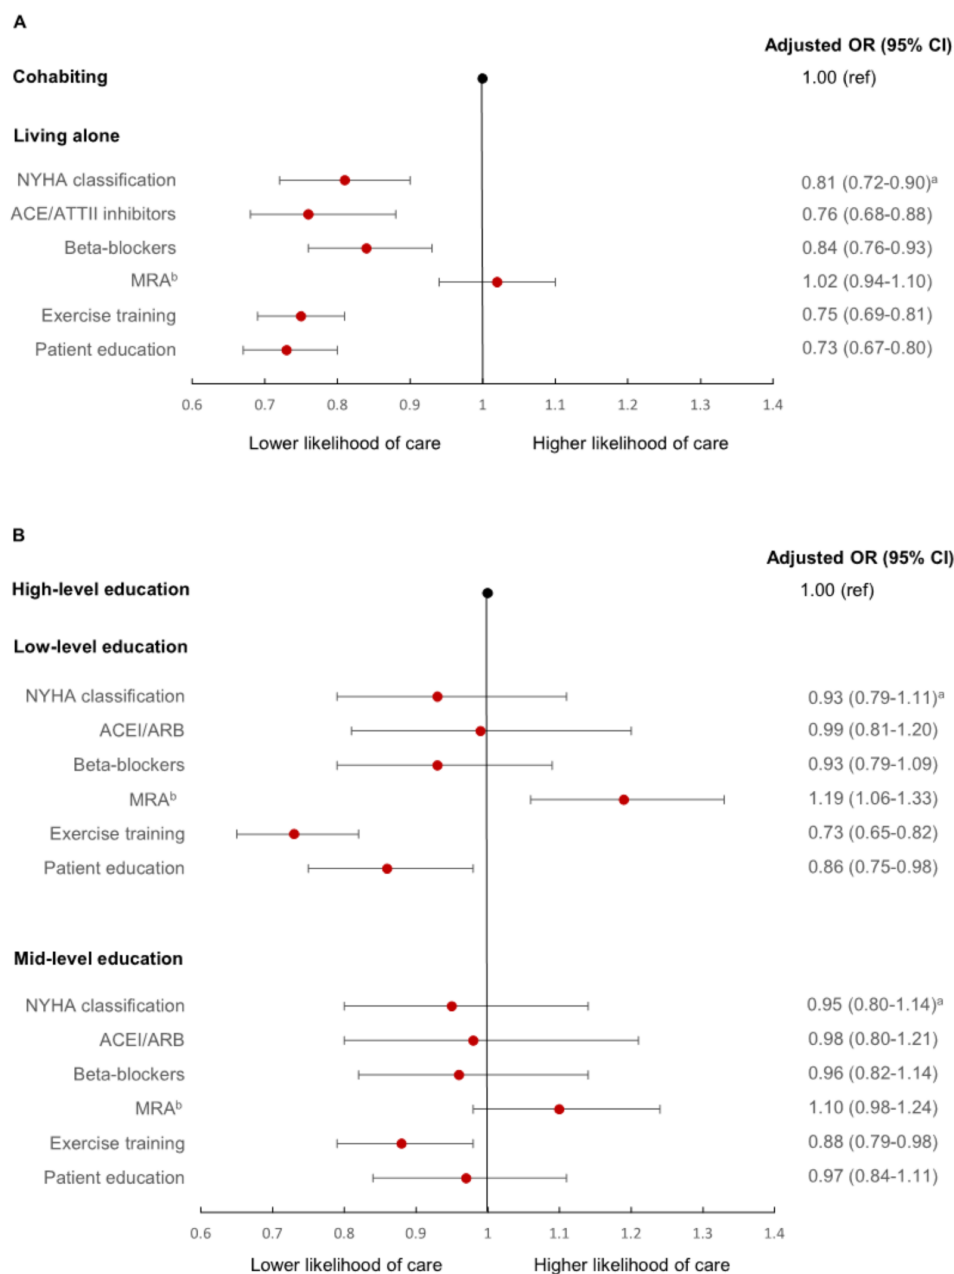 A
Adjusted OR (95% CI)
Cohabiting 1.00 (ref)
Living alone
NYHA classification 0.81 (0.72-0.90)ᵃ
ACE/ATTII inhibitors 0.76 (0.68-0.88)
Beta-blockers 0.84 (0.76-0.93)
MRAᵇ 1.02 (0.94-1.10)
Exercise training 0.75 (0.69-0.81)
Patient education 0.73 (0.67-0.80)
0.6 0.7 0.8 0.9 1 1.1 1.2 1.3 1.4
Lower likelihood of care Higher likelihood of care
B
Adjusted OR (95% CI)
High-level education 1.00 (ref)
Low-level education
NYHA classification 0.93 (0.79-1.11)ᵃ
ACEI/ARB 0.99 (0.81-1.20)
Beta-blockers 0.93 (0.79-1.09)
MRAᵇ 1.19 (1.06-1.33)
Exercise training 0.73 (0.65-0.82)
Patient education 0.86 (0.75-0.98)
Mid-level education
NYHA classification 0.95 (0.80-1.14)ᵃ
ACEI/ARB 0.98 (0.80-1.21)
Beta-blockers 0.96 (0.82-1.14)
MRAᵇ 1.10 (0.98-1.24)
Exercise training 0.88 (0.79-0.98)
Patient education 0.97 (0.84-1.11)
0.6 0.7 0.8 0.9 1 1.1 1.2 1.3 1.4
Lower likelihood of care Higher likelihood of care